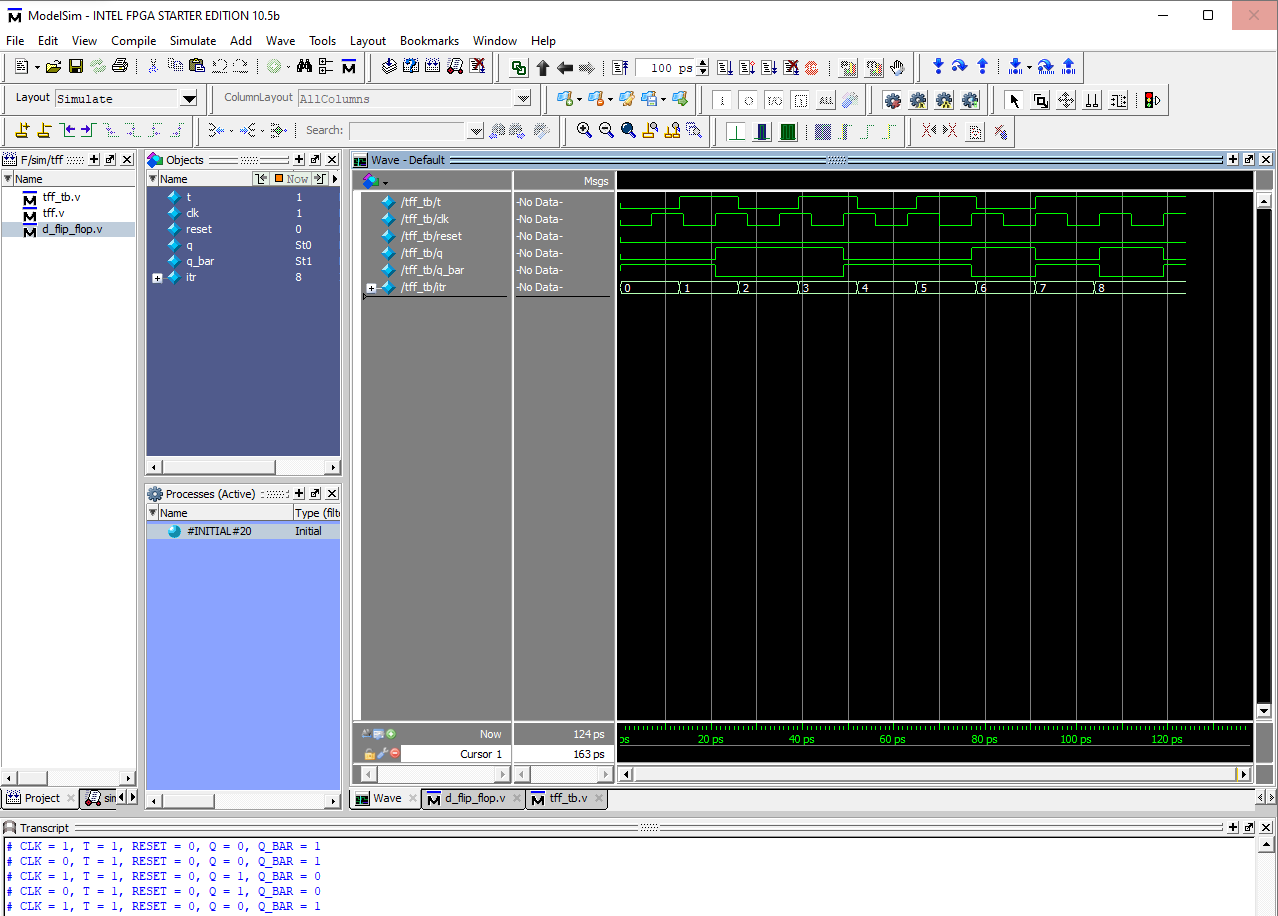 ModelSim - INTEL FPGA STARTER EDITION 10.5b
File Edit View Compile Simulate Add Wave Tools Layout Bookmarks Window Help
100 ps
Layout Simulate ColumnLayout AllColumns
Search:
F/sim/tff
Name
tff_tb.v
tff.v
d_flip_flop.v
Project
sim
Objects
Name Now
t 1
clk 1
reset 0
q St0
q_bar St1
itr 8
Processes (Active)
Name Type (filte
#INITIAL#20 Initial
Wave - Default
Msgs
/tff_tb/t -No Data-
/tff_tb/clk -No Data-
/tff_tb/reset -No Data-
/tff_tb/q -No Data-
/tff_tb/q_bar -No Data-
/tff_tb/itr -No Data- 0 1 2 3 4 5 6 7 8
Now 124 ps ps 20 ps 40 ps 60 ps 80 ps 100 ps 120 ps
Cursor 1 163 ps
Wave d_flip_flop.v tff_tb.v
Transcript
# CLK = 1, T = 1, RESET = 0, Q = 0, Q_BAR = 1
# CLK = 0, T = 1, RESET = 0, Q = 0, Q_BAR = 1
# CLK = 1, T = 1, RESET = 0, Q = 1, Q_BAR = 0
# CLK = 0, T = 1, RESET = 0, Q = 1, Q_BAR = 0
# CLK = 1, T = 1, RESET = 0, Q = 0, Q_BAR = 1